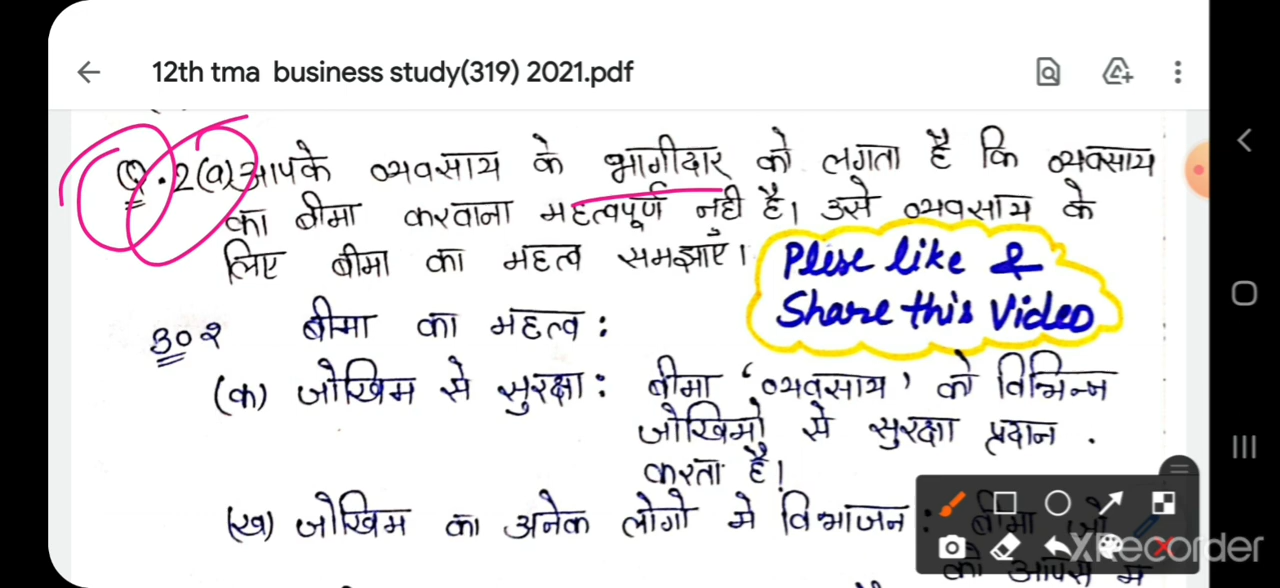 12th tma business study(319) 2021.pdf
Q.2(a) आपके व्यवसाय के भागीदार को लगता है कि व्यवसाय
का बीमा करवाना महत्वपूर्ण नही है। उसे व्यवसाय के
लिए बीमा का महत्व समझाएँ।
Plese like &
Share this Video
उ०२ बीमा का महत्व :
(क) जोखिम से सुरक्षा : बीमा ‘व्यवसाय’ को विभिन्न
जोखिमो से सुरक्षा प्रदान .
करता है।
(ख) जोखिम का अनेक लोगो मे विभाजन : बीमा
को आपस म
XRecorder